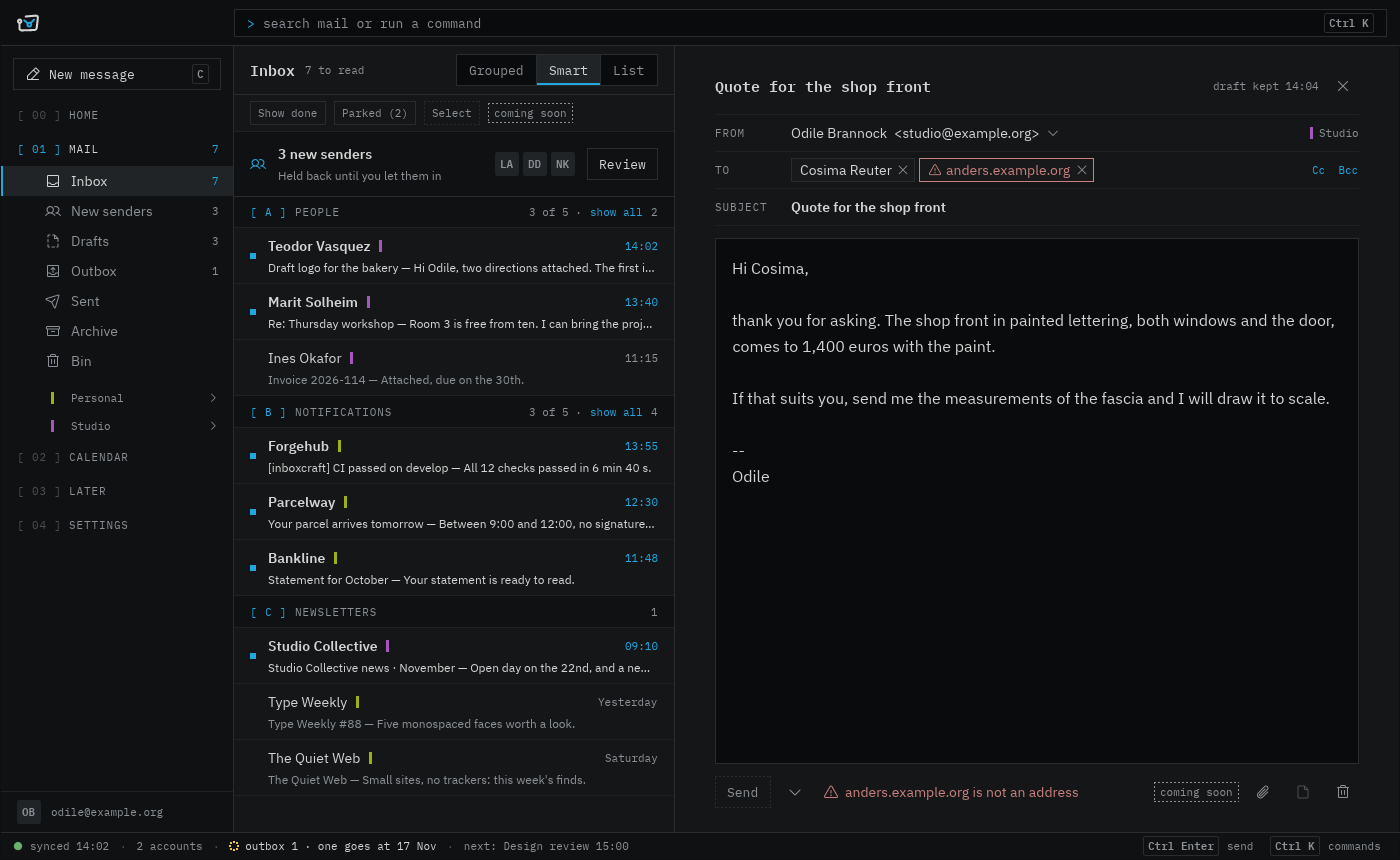 > search mail or run a command Ctrl K
New message C
[ 00 ] HOME
[ 01 ] MAIL 7
Inbox 7
New senders 3
Drafts 3
Outbox 1
Sent
Archive
Bin
Personal
Studio
[ 02 ] CALENDAR
[ 03 ] LATER
[ 04 ] SETTINGS
OB odile@example.org
Inbox 7 to read Grouped Smart List
Show done Parked (2) Select coming soon
3 new senders
Held back until you let them in
LA DD NK Review
[ A ] PEOPLE 3 of 5 · show all 2
Teodor Vasquez 14:02
Draft logo for the bakery — Hi Odile, two directions attached. The first i…
Marit Solheim 13:40
Re: Thursday workshop — Room 3 is free from ten. I can bring the proj…
Ines Okafor 11:15
Invoice 2026-114 — Attached, due on the 30th.
[ B ] NOTIFICATIONS 3 of 5 · show all 4
Forgehub 13:55
[inboxcraft] CI passed on develop — All 12 checks passed in 6 min 40 s.
Parcelway 12:30
Your parcel arrives tomorrow — Between 9:00 and 12:00, no signature…
Bankline 11:48
Statement for October — Your statement is ready to read.
[ C ] NEWSLETTERS 1
Studio Collective 09:10
Studio Collective news · November — Open day on the 22nd, and a ne…
Type Weekly Yesterday
Type Weekly #88 — Five monospaced faces worth a look.
The Quiet Web Saturday
The Quiet Web — Small sites, no trackers: this week's finds.
Quote for the shop front draft kept 14:04
FROM Odile Brannock <studio@example.org> Studio
TO Cosima Reuter anders.example.org Cc Bcc
SUBJECT Quote for the shop front
Hi Cosima,
thank you for asking. The shop front in painted lettering, both windows and the door,
comes to 1,400 euros with the paint.
If that suits you, send me the measurements of the fascia and I will draw it to scale.
--
Odile
Send anders.example.org is not an address coming soon
synced 14:02 · 2 accounts · outbox 1 · one goes at 17 Nov · next: Design review 15:00 Ctrl Enter send Ctrl K commands